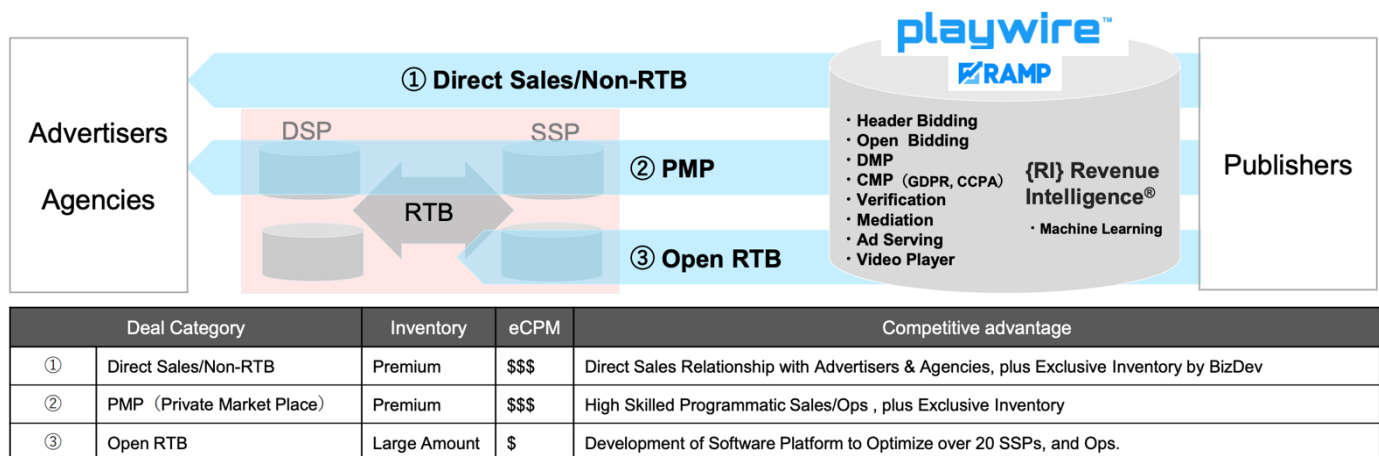 playwire™
RAMP
① Direct Sales/Non-RTB
Advertisers
Agencies
DSP
SSP
② PMP
RTB
③ Open RTB
・Header Bidding
・Open Bidding
・DMP
・CMP（GDPR, CCPA）
・Verification
・Mediation
・Ad Serving
・Video Player
{RI} Revenue
Intelligence®
・Machine Learning
Publishers
Deal Category Inventory eCPM Competitive advantage
① Direct Sales/Non-RTB Premium $$$ Direct Sales Relationship with Advertisers & Agencies, plus Exclusive Inventory by BizDev
② PMP（Private Market Place） Premium $$$ High Skilled Programmatic Sales/Ops , plus Exclusive Inventory
③ Open RTB Large Amount $ Development of Software Platform to Optimize over 20 SSPs, and Ops.